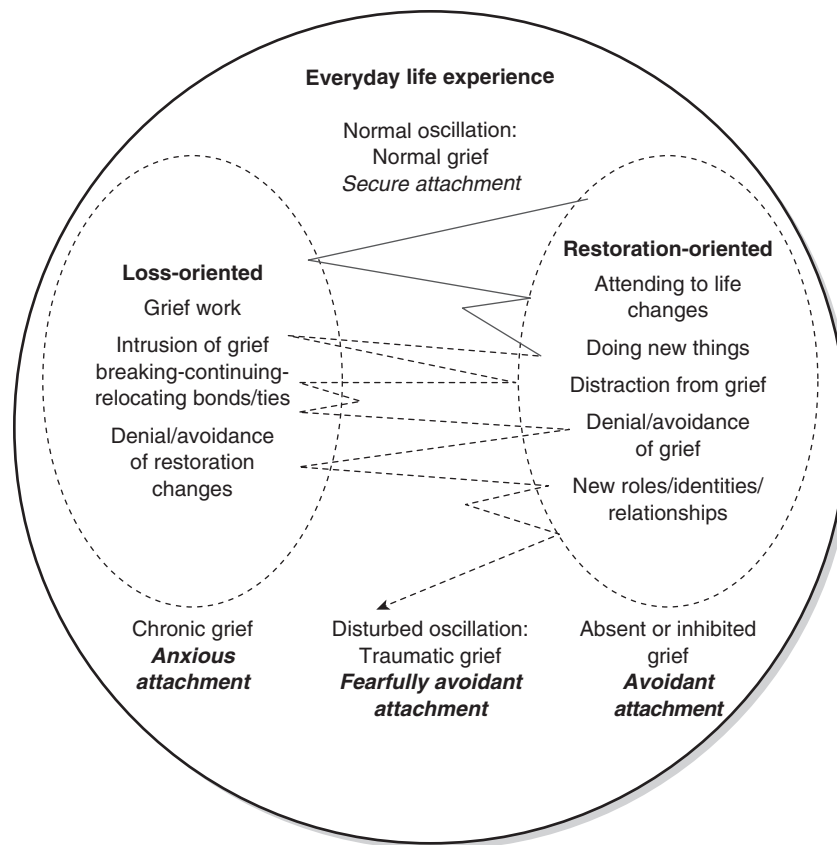 Everyday life experience
Normal oscillation:
Normal grief
Secure attachment
Loss-oriented
Grief work
Intrusion of grief
breaking-continuing-
relocating bonds/ties
Denial/avoidance
of restoration
changes
Restoration-oriented
Attending to life
changes
Doing new things
Distraction from grief
Denial/avoidance
of grief
New roles/identities/
relationships
Chronic grief
Anxious
attachment
Disturbed oscillation:
Traumatic grief
Fearfully avoidant
attachment
Absent or inhibited
grief
Avoidant
attachment